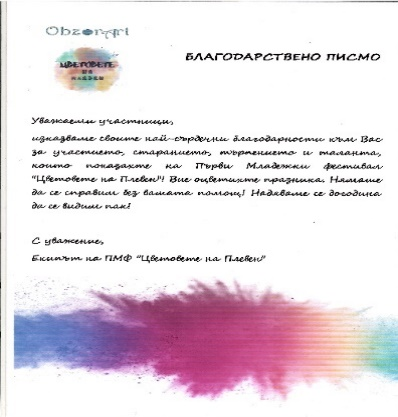 ObzorArt
ЦВЕТОВЕТЕ
НА
ПЛЕВЕН
БЛАГОДАРСТВЕНО ПИСМО
Уважаеми участници,
изказваме своите най-сърдечни благодарности към Вас
за участието, старанието, търпението и таланта,
които показахте на Първи Младежки фестивал
"Цветовете на Плевен"! Вие оцветихте празника. Нямаше
да се справим без вашата помощ! Надяваме се догодина
да се видим пак!
С уважение,
Екипът на ПМФ "Цветовете на Плевен"